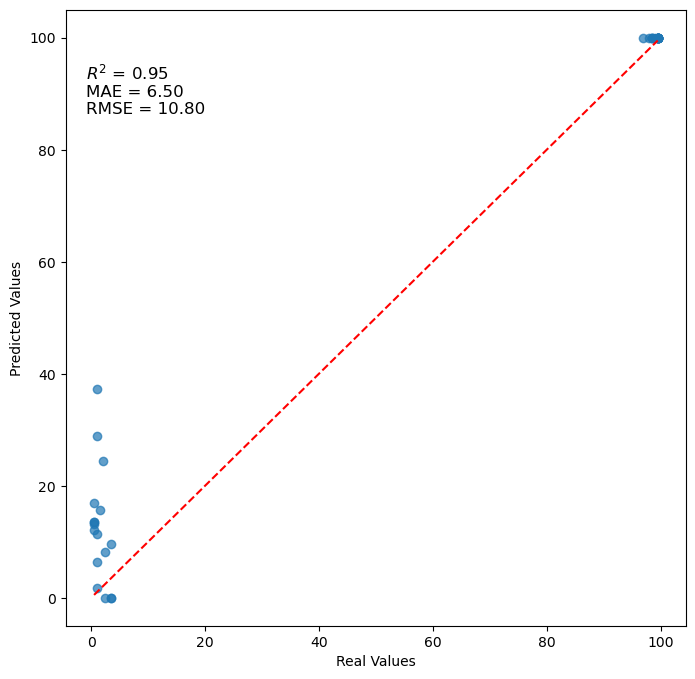 100
80
60
40
20
0
Predicted Values
R² = 0.95
MAE = 6.50
RMSE = 10.80
0 20 40 60 80 100
Real Values